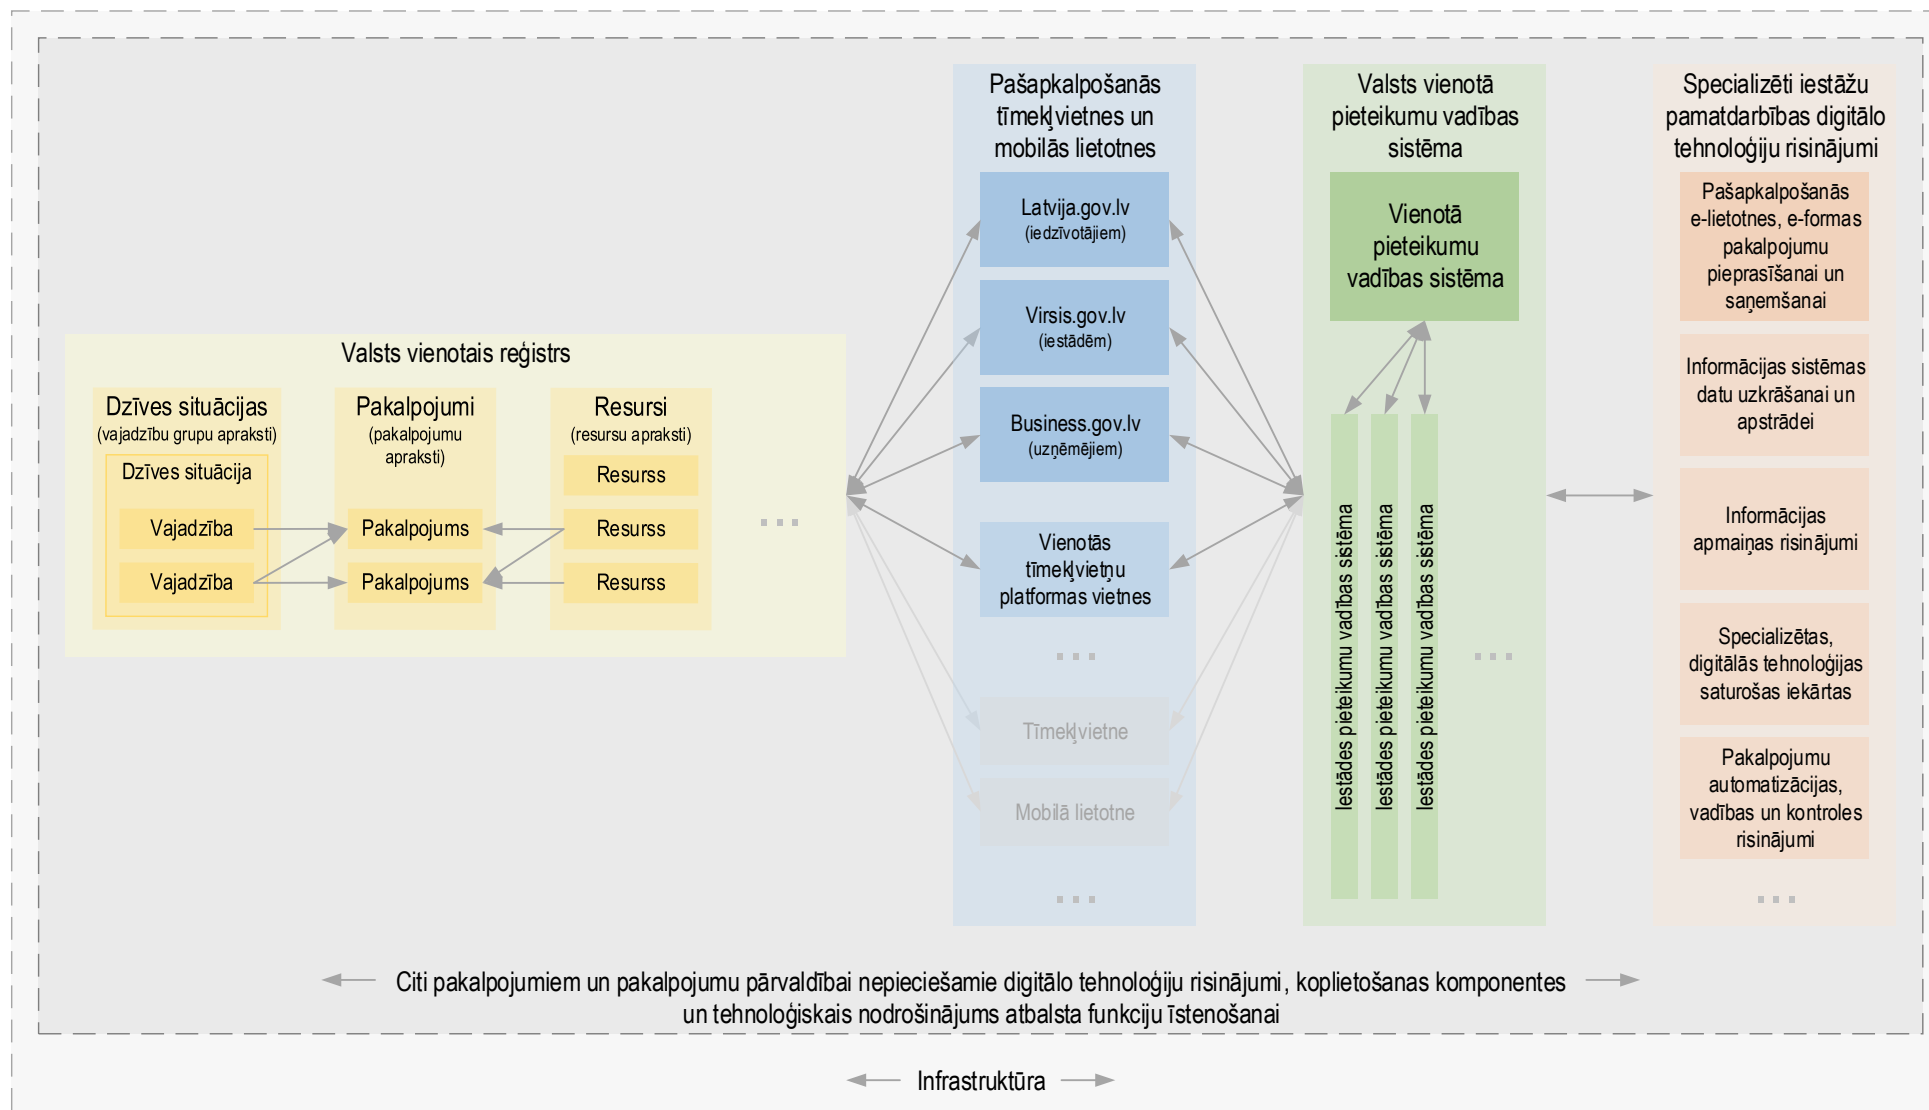 Valsts vienotais reģistrs
Dzīves situācijas
(vajadzību grupu apraksti)
Dzīves situācija
Vajadzība
Vajadzība
Pakalpojumi
(pakalpojumu
apraksti)
Pakalpojums
Pakalpojums
Resursi
(resursu apraksti)
Resurss
Resurss
Resurss
...
Pašapkalpošanās
tīmekļvietnes un
mobilās lietotnes
Latvija.gov.lv
(iedzīvotājiem)
Virsis.gov.lv
(iestādēm)
Business.gov.lv
(uzņēmējiem)
Vienotās
tīmekļvietņu
platformas vietnes
...
Tīmekļvietne
Mobilā lietotne
...
Valsts vienotā
pieteikumu vadības
sistēma
Vienotā
pieteikumu
vadības sistēma
Iestādes pieteikumu vadības sistēma
Iestādes pieteikumu vadības sistēma
Iestādes pieteikumu vadības sistēma
...
Specializēti iestāžu
pamatdarbības digitālo
tehnoloģiju risinājumi
Pašapkalpošanās
e-lietotnes, e-formas
pakalpojumu
pieprasīšanai un
saņemšanai
Informācijas sistēmas
datu uzkrāšanai un
apstrādei
Informācijas
apmaiņas risinājumi
Specializētas,
digitālās tehnoloģijas
saturošas iekārtas
Pakalpojumu
automatizācijas,
vadības un kontroles
risinājumi
...
Citi pakalpojumiem un pakalpojumu pārvaldībai nepieciešamie digitālo tehnoloģiju risinājumi, koplietošanas komponentes
un tehnoloģiskais nodrošinājums atbalsta funkciju īstenošanai
Infrastruktūra